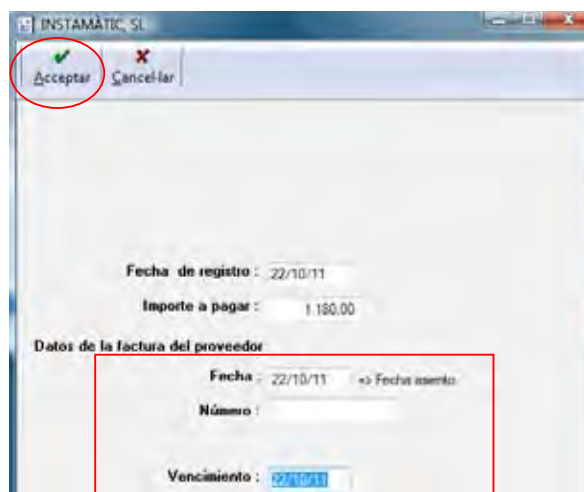 INSTAMÀTIC, SL
Acceptar Cancel·lar
Fecha de registro : 22/10/11
Importe a pagar : 1.180,00
Datos de la factura del proveedor
Fecha : 22/10/11 => Fecha asiento
Número :
Vencimiento : 22/10/11